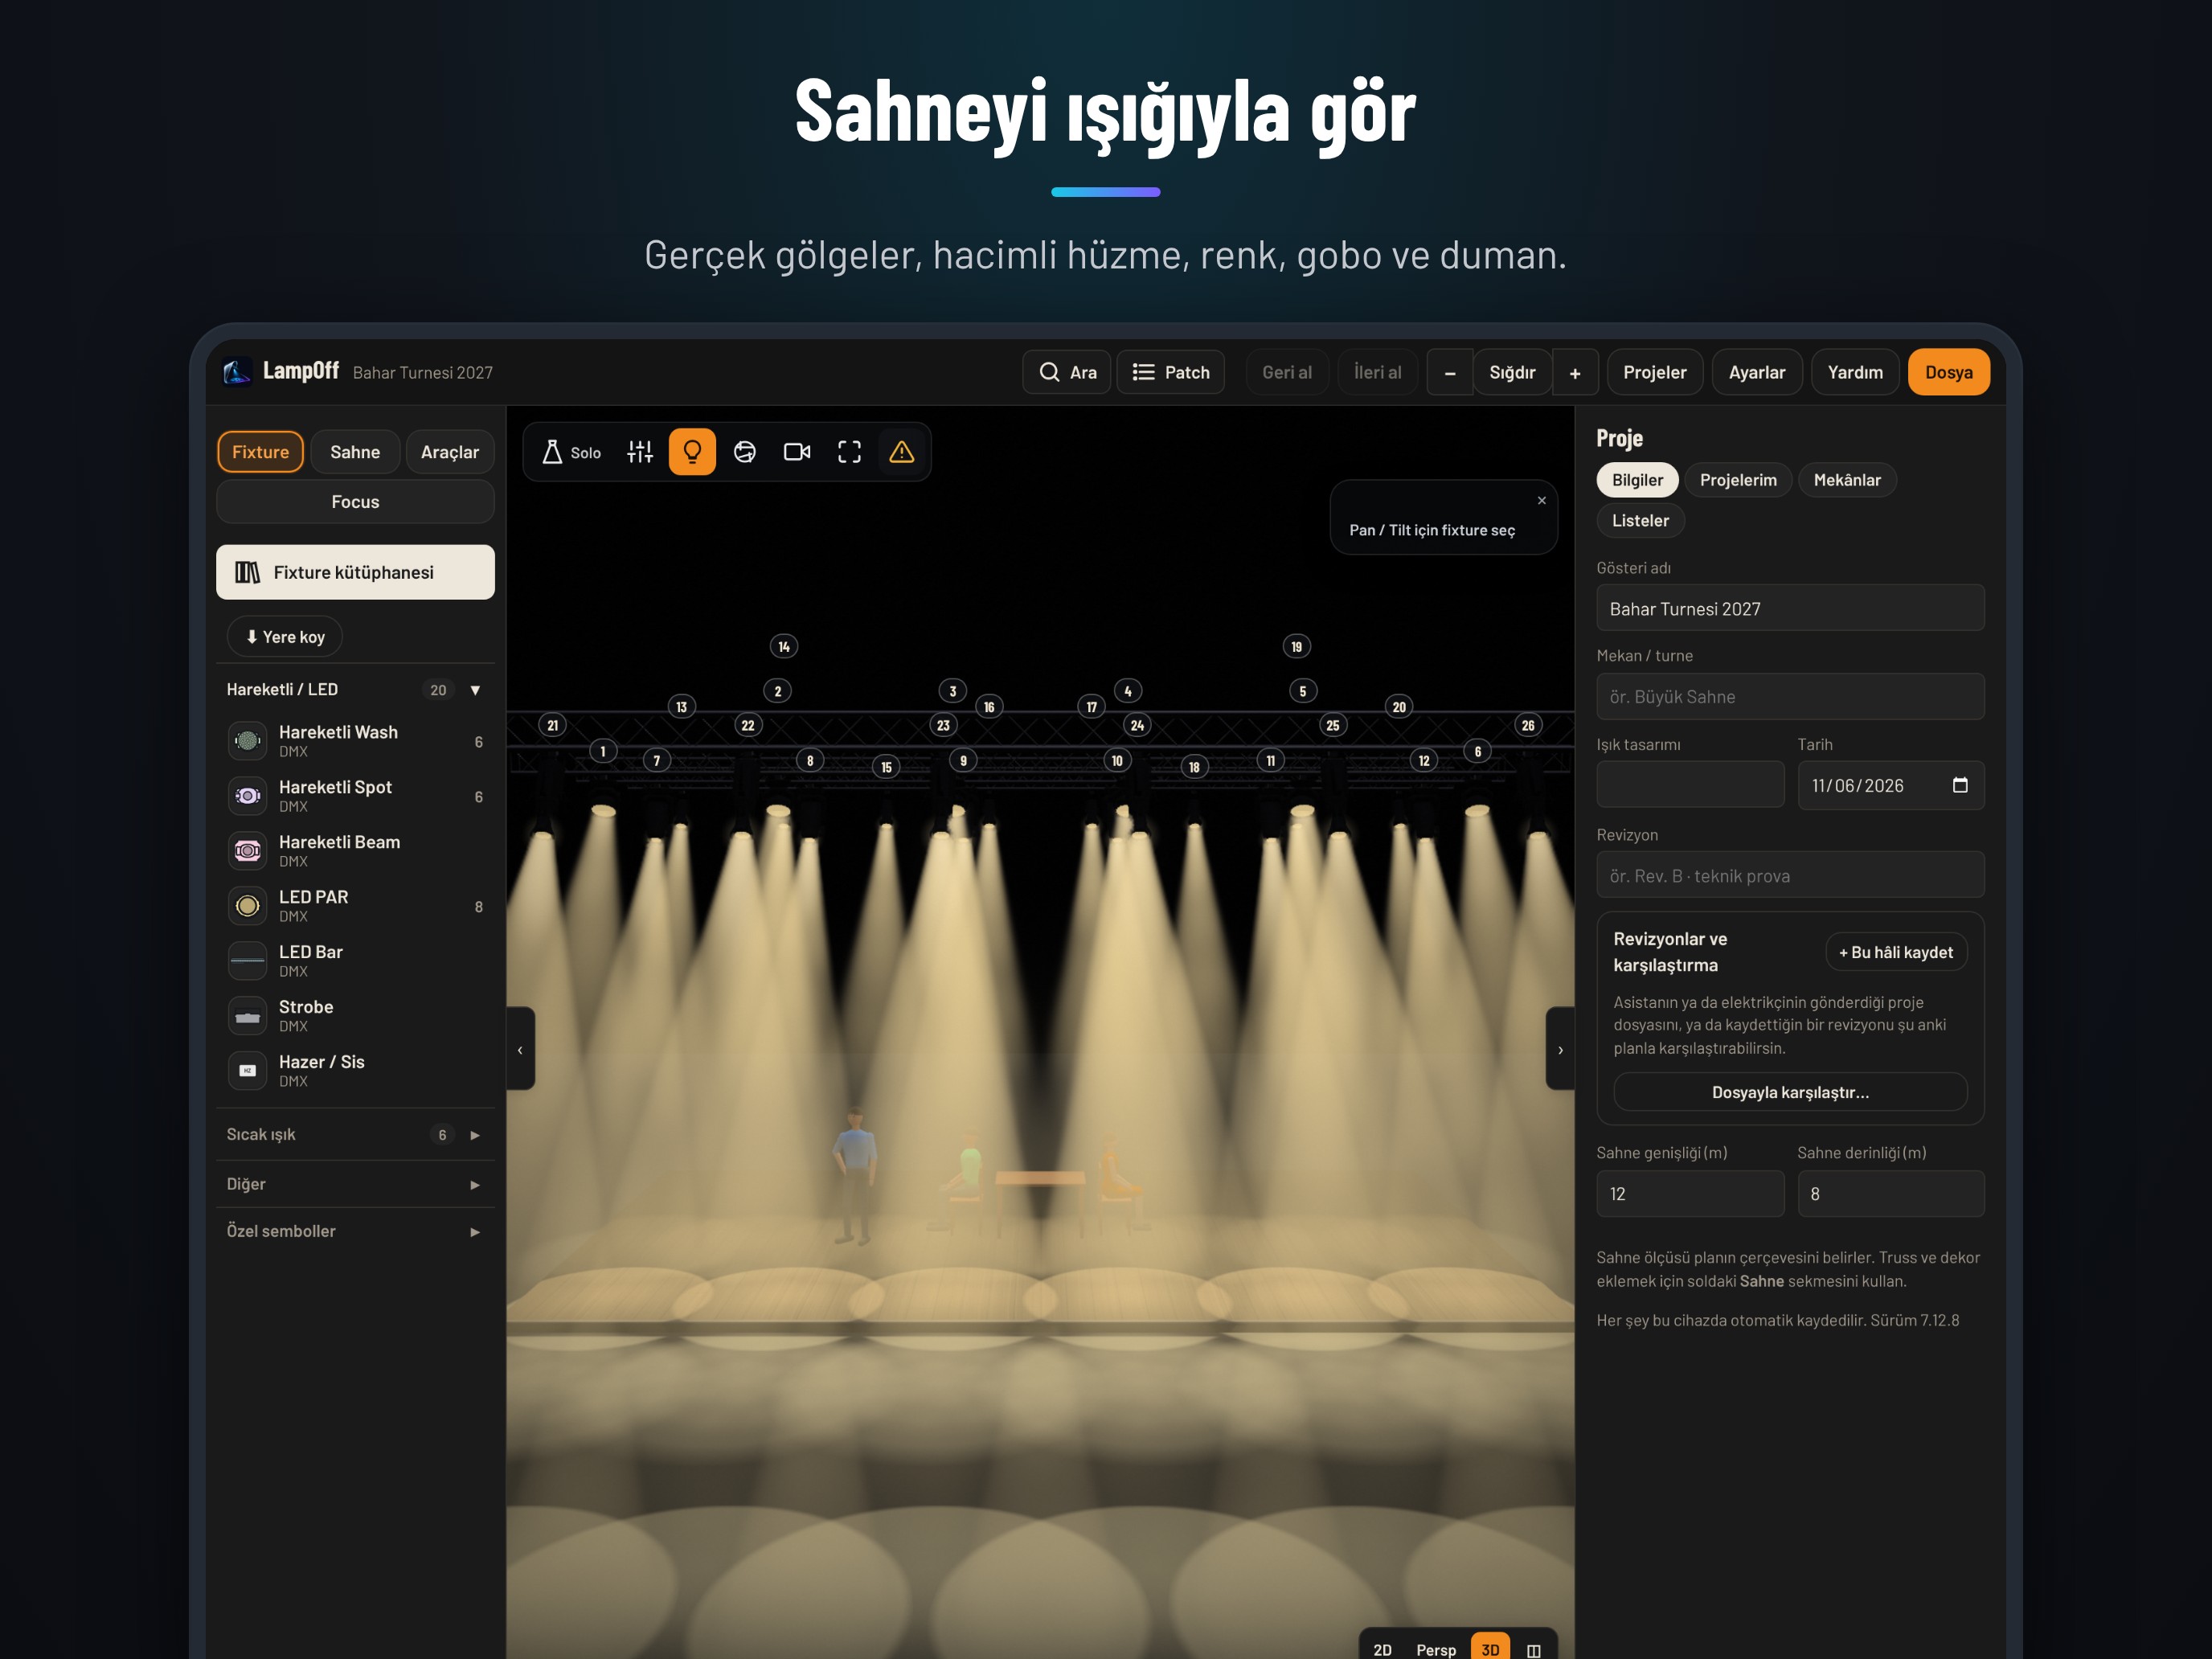 Sahneyi ışığıyla gör
Gerçek gölgeler, hacimli hüzme, renk, gobo ve duman.
LampOff Bahar Turnesi 2027
Ara
Patch
Geri al
İleri al
−
Sığdır
+
Projeler
Ayarlar
Yardım
Dosya
Fixture
Sahne
Araçlar
Focus
Fixture kütüphanesi
⬇ Yere koy
Hareketli / LED 20 ▼
Hareketli Wash 6
DMX
Hareketli Spot 6
DMX
Hareketli Beam
DMX
LED PAR 8
DMX
LED Bar
DMX
Strobe
DMX
HZ
Hazer / Sis
DMX
Sıcak ışık 6 ▶
Diğer ▶
Özel semboller ▶
Solo
×
Pan / Tilt için fixture seç
14 19
2 3 4 5
13 16 17 20
21 22 23 24 25 26
1 6
7 8 9 10 11 12
15 18
‹
›
2D Persp 3D
Proje
Bilgiler
Projelerim
Mekânlar
Listeler
Gösteri adı
Bahar Turnesi 2027
Mekan / turne
ör. Büyük Sahne
Işık tasarımı
Tarih
11/06/2026
Revizyon
ör. Rev. B · teknik prova
Revizyonlar ve
karşılaştırma
+ Bu hâli kaydet
Asistanın ya da elektrikçinin gönderdiği proje
dosyasını, ya da kaydettiğin bir revizyonu şu anki
planla karşılaştırabilirsin.
Dosyayla karşılaştır...
Sahne genişliği (m)
Sahne derinliği (m)
12
8
Sahne ölçüsü planın çerçevesini belirler. Truss ve dekor
eklemek için soldaki Sahne sekmesini kullan.
Her şey bu cihazda otomatik kaydedilir. Sürüm 7.12.8